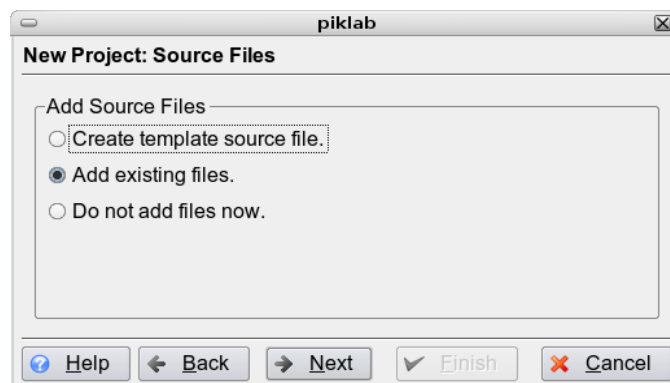 piklab
New Project: Source Files
Add Source Files
Create template source file.
Add existing files.
Do not add files now.
Help Back Next Finish Cancel